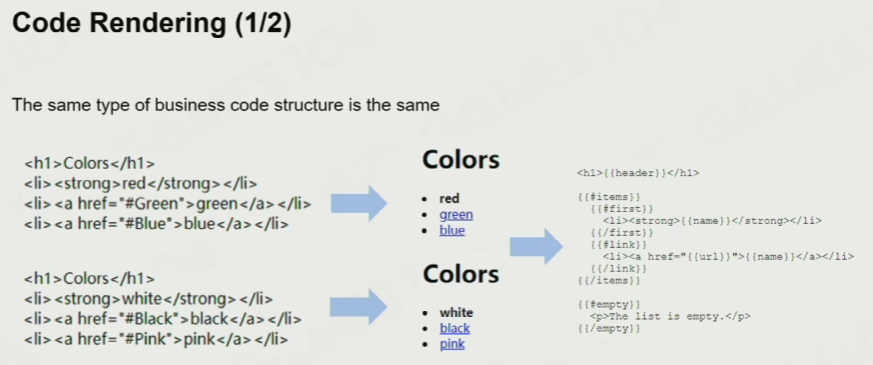 Code Rendering (1/2)
The same type of business code structure is the same
<h1>Colors</h1>
<li><strong>red</strong></li>
<li><a href="#Green">green</a></li>
<li><a href="#Blue">blue</a></li>
<h1>Colors</h1>
<li><strong>white</strong></li>
<li><a href="#Black">black</a></li>
<li><a href="#Pink">pink</a></li>
Colors
• red
• green
• blue
Colors
• white
• black
• pink
<h1>{{header}}</h1>
{{#items}}
{{#first}}
<li><strong>{{name}}</strong></li>
{{/first}}
{{#link}}
<li><a href="{{url}}">{{name}}</a></li>
{{/link}}
{{/items}}
{{#empty}}
<p>The list is empty.</p>
{{/empty}}
GAMES 104